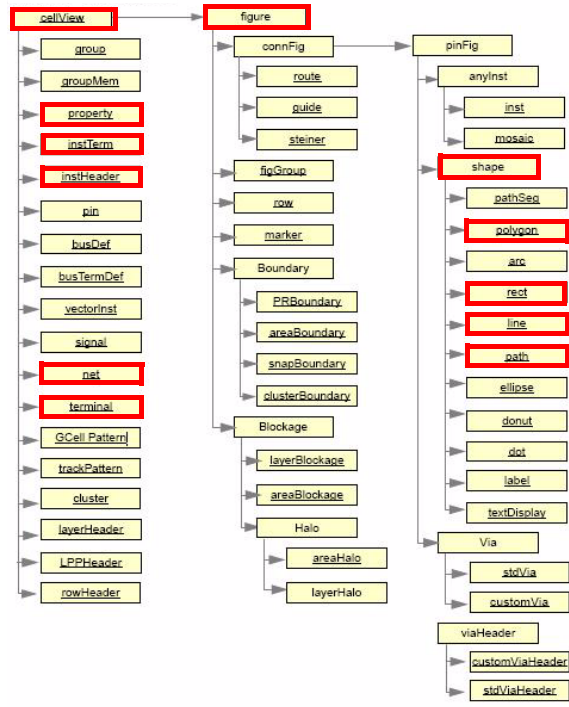 cellView
group
groupMem
property
instTerm
instHeader
pin
busDef
busTermDef
vectorInst
signal
net
terminal
GCell Pattern
trackPattern
cluster
layerHeader
LPPHeader
rowHeader
figure
connFig
route
guide
steiner
figGroup
row
marker
Boundary
PRBoundary
areaBoundary
snapBoundary
clusterBoundary
Blockage
layerBlockage
areaBlockage
Halo
areaHalo
layerHalo
pinFig
anyInst
inst
mosaic
shape
pathSeg
polygon
arc
rect
line
path
ellipse
donut
dot
label
textDisplay
Via
stdVia
customVia
viaHeader
customViaHeader
stdViaHeader